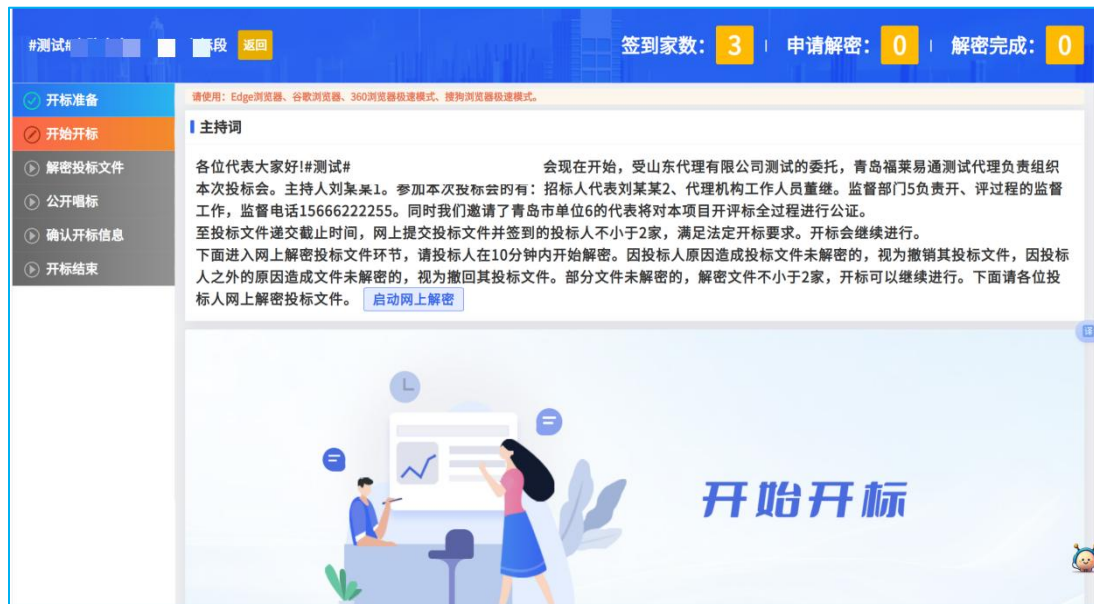 #测试#
标段 返回
签到家数： 3 申请解密： 0 解密完成： 0
开标准备
开始开标
解密投标文件
公开唱标
确认开标信息
开标结束
请使用：Edge浏览器、谷歌浏览器、360浏览器极速模式、搜狗浏览器极速模式。
主持词
各位代表大家好!#测试# 会现在开始，受山东代理有限公司测试的委托，青岛福莱易通测试代理负责组织
本次投标会。主持人刘某某1。参加本次投标会的有：招标人代表刘某某2、代理机构工作人员董继。监督部门5负责开、评过程的监督
工作，监督电话15666222255。同时我们邀请了青岛市单位6的代表将对本项目开评标全过程进行公证。
至投标文件递交截止时间，网上提交投标文件并签到的投标人不小于2家，满足法定开标要求。开标会继续进行。
下面进入网上解密投标文件环节，请投标人在10分钟内开始解密。因投标人原因造成投标文件未解密的，视为撤销其投标文件，因投标
人之外的原因造成文件未解密的，视为撤回其投标文件。部分文件未解密的，解密文件不小于2家，开标可以继续进行。下面请各位投
标人网上解密投标文件。 启动网上解密
开始开标